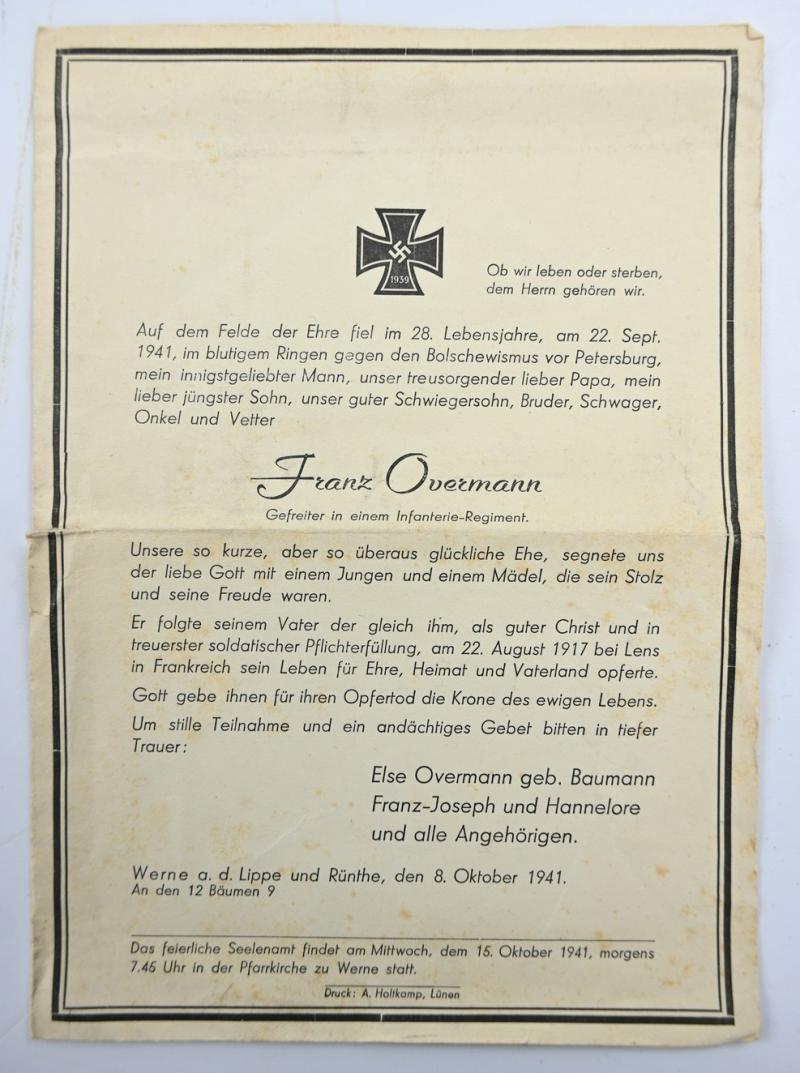 1939
Ob wir leben oder sterben,
dem Herrn gehören wir.
Auf dem Felde der Ehre fiel im 28. Lebensjahre, am 22. Sept.
1941, im blutigem Ringen gegen den Bolschewismus vor Petersburg,
mein innigstgeliebter Mann, unser treusorgender lieber Papa, mein
lieber jüngster Sohn, unser guter Schwiegersohn, Bruder, Schwager,
Onkel und Vetter
Franz Overmann
Gefreiter in einem Infanterie-Regiment.
Unsere so kurze, aber so überaus glückliche Ehe, segnete uns
der liebe Gott mit einem Jungen und einem Mädel, die sein Stolz
und seine Freude waren.
Er folgte seinem Vater der gleich ihm, als guter Christ und in
treuerster soldatischer Pflichterfüllung, am 22. August 1917 bei Lens
in Frankreich sein Leben für Ehre, Heimat und Vaterland opferte.
Gott gebe ihnen für ihren Opfertod die Krone des ewigen Lebens.
Um stille Teilnahme und ein andächtiges Gebet bitten in tiefer
Trauer:
Else Overmann geb. Baumann
Franz-Joseph und Hannelore
und alle Angehörigen.
Werne a. d. Lippe und Rünthe, den 8. Oktober 1941.
An den 12 Bäumen 9
Das feierliche Seelenamt findet am Mittwoch, dem 15. Oktober 1941, morgens
7.45 Uhr in der Pfarrkirche zu Werne statt.
Druck: A. Holtkamp, Lünen